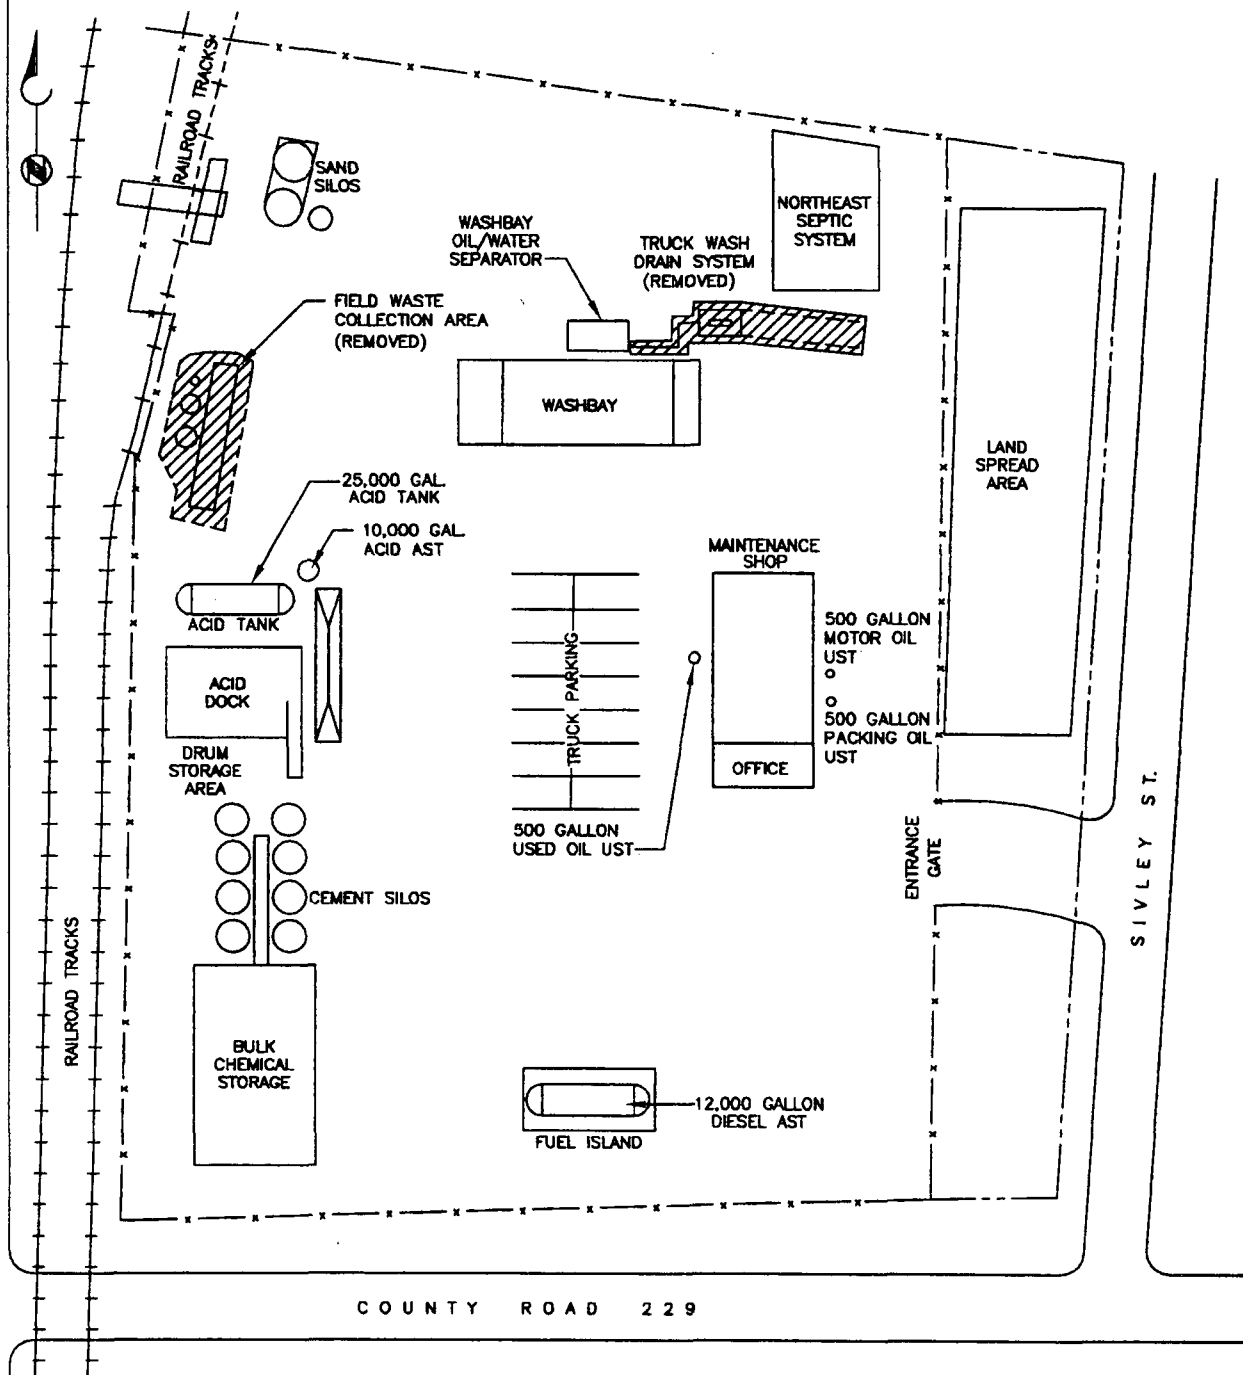 RAILROAD TRACKS
SAND
SILOS
NORTHEAST
SEPTIC
SYSTEM
WASHBAY
OIL/WATER
SEPARATOR
TRUCK WASH
DRAIN SYSTEM
(REMOVED)
FIELD WASTE
COLLECTION AREA
(REMOVED)
WASHBAY
LAND
SPREAD
AREA
25,000 GAL.
ACID TANK
10,000 GAL.
ACID AST
MAINTENANCE
SHOP
ACID TANK
500 GALLON
MOTOR OIL
UST
ACID
DOCK
TRUCK PARKING
500 GALLON
PACKING OIL
UST
DRUM
STORAGE
AREA
OFFICE
500 GALLON
USED OIL UST
ENTRANCE
GATE
SIVLEY ST.
CEMENT SILOS
RAILROAD TRACKS
BULK
CHEMICAL
STORAGE
12,000 GALLON
DIESEL AST
FUEL ISLAND
COUNTY ROAD 229